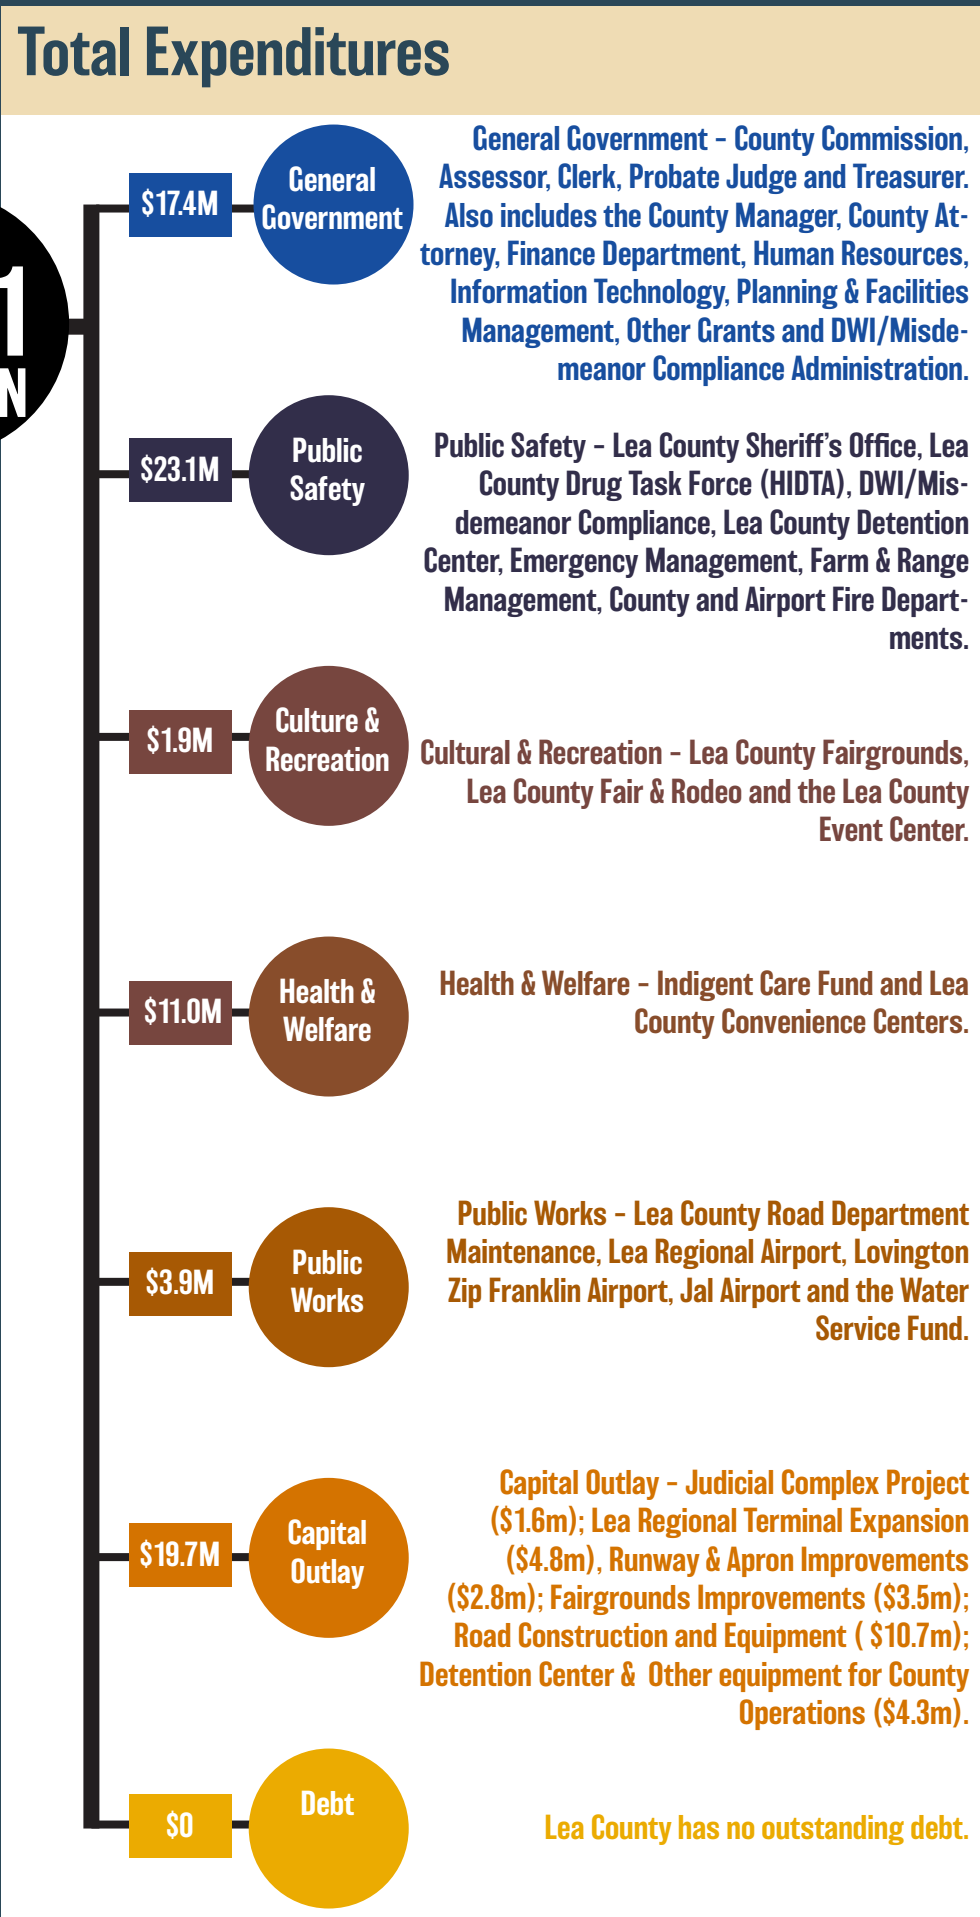 Total Expenditures
1
N
$17.4M
General
Government
General Government – County Commission,
Assessor, Clerk, Probate Judge and Treasurer.
Also includes the County Manager, County At-
torney, Finance Department, Human Resources,
Information Technology, Planning & Facilities
Management, Other Grants and DWI/Misde-
meanor Compliance Administration.
$23.1M
Public
Safety
Public Safety – Lea County Sheriff’s Office, Lea
County Drug Task Force (HIDTA), DWI/Mis-
demeanor Compliance, Lea County Detention
Center, Emergency Management, Farm & Range
Management, County and Airport Fire Depart-
ments.
$1.9M
Culture &
Recreation
Cultural & Recreation – Lea County Fairgrounds,
Lea County Fair & Rodeo and the Lea County
Event Center.
$11.0M
Health &
Welfare
Health & Welfare – Indigent Care Fund and Lea
County Convenience Centers.
$3.9M
Public
Works
Public Works – Lea County Road Department
Maintenance, Lea Regional Airport, Lovington
Zip Franklin Airport, Jal Airport and the Water
Service Fund.
$19.7M
Capital
Outlay
Capital Outlay – Judicial Complex Project
($1.6m); Lea Regional Terminal Expansion
($4.8m), Runway & Apron Improvements
($2.8m); Fairgrounds Improvements ($3.5m);
Road Construction and Equipment ( $10.7m);
Detention Center &  Other equipment for County
Operations ($4.3m).
$0
Debt
Lea County has no outstanding debt.